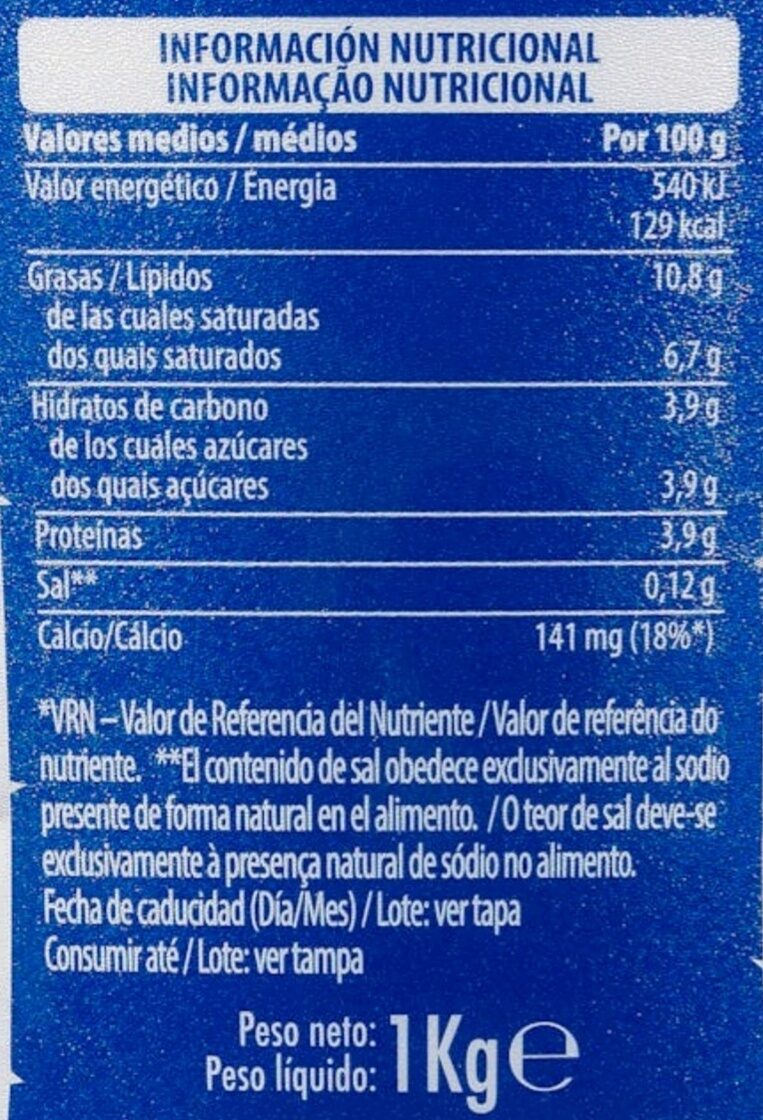 INFORMACIÓN NUTRICIONAL
INFORMAÇÃO NUTRICIONAL
Valores medios / médios Por 100 g
Valor energético / Energia 540 kJ
129 kcal
Grasas / Lípidos 10,8 g
de las cuales saturadas
dos quais saturados 6,7 g
Hidratos de carbono 3,9 g
de los cuales azúcares
dos quais açúcares 3,9 g
Proteínas 3,9 g
Sal** 0,12 g
Calcio/Cálcio 141 mg (18%*)
*VRN – Valor de Referencia del Nutriente / Valor de referência do
nutriente. **El contenido de sal obedece exclusivamente al sodio
presente de forma natural en el alimento. / O teor de sal deve-se
exclusivamente à presença natural de sódio no alimento.
Fecha de caducidad (Día/Mes) / Lote: ver tapa
Consumir até / Lote: ver tampa
Peso neto: 1 Kg e
Peso líquido: